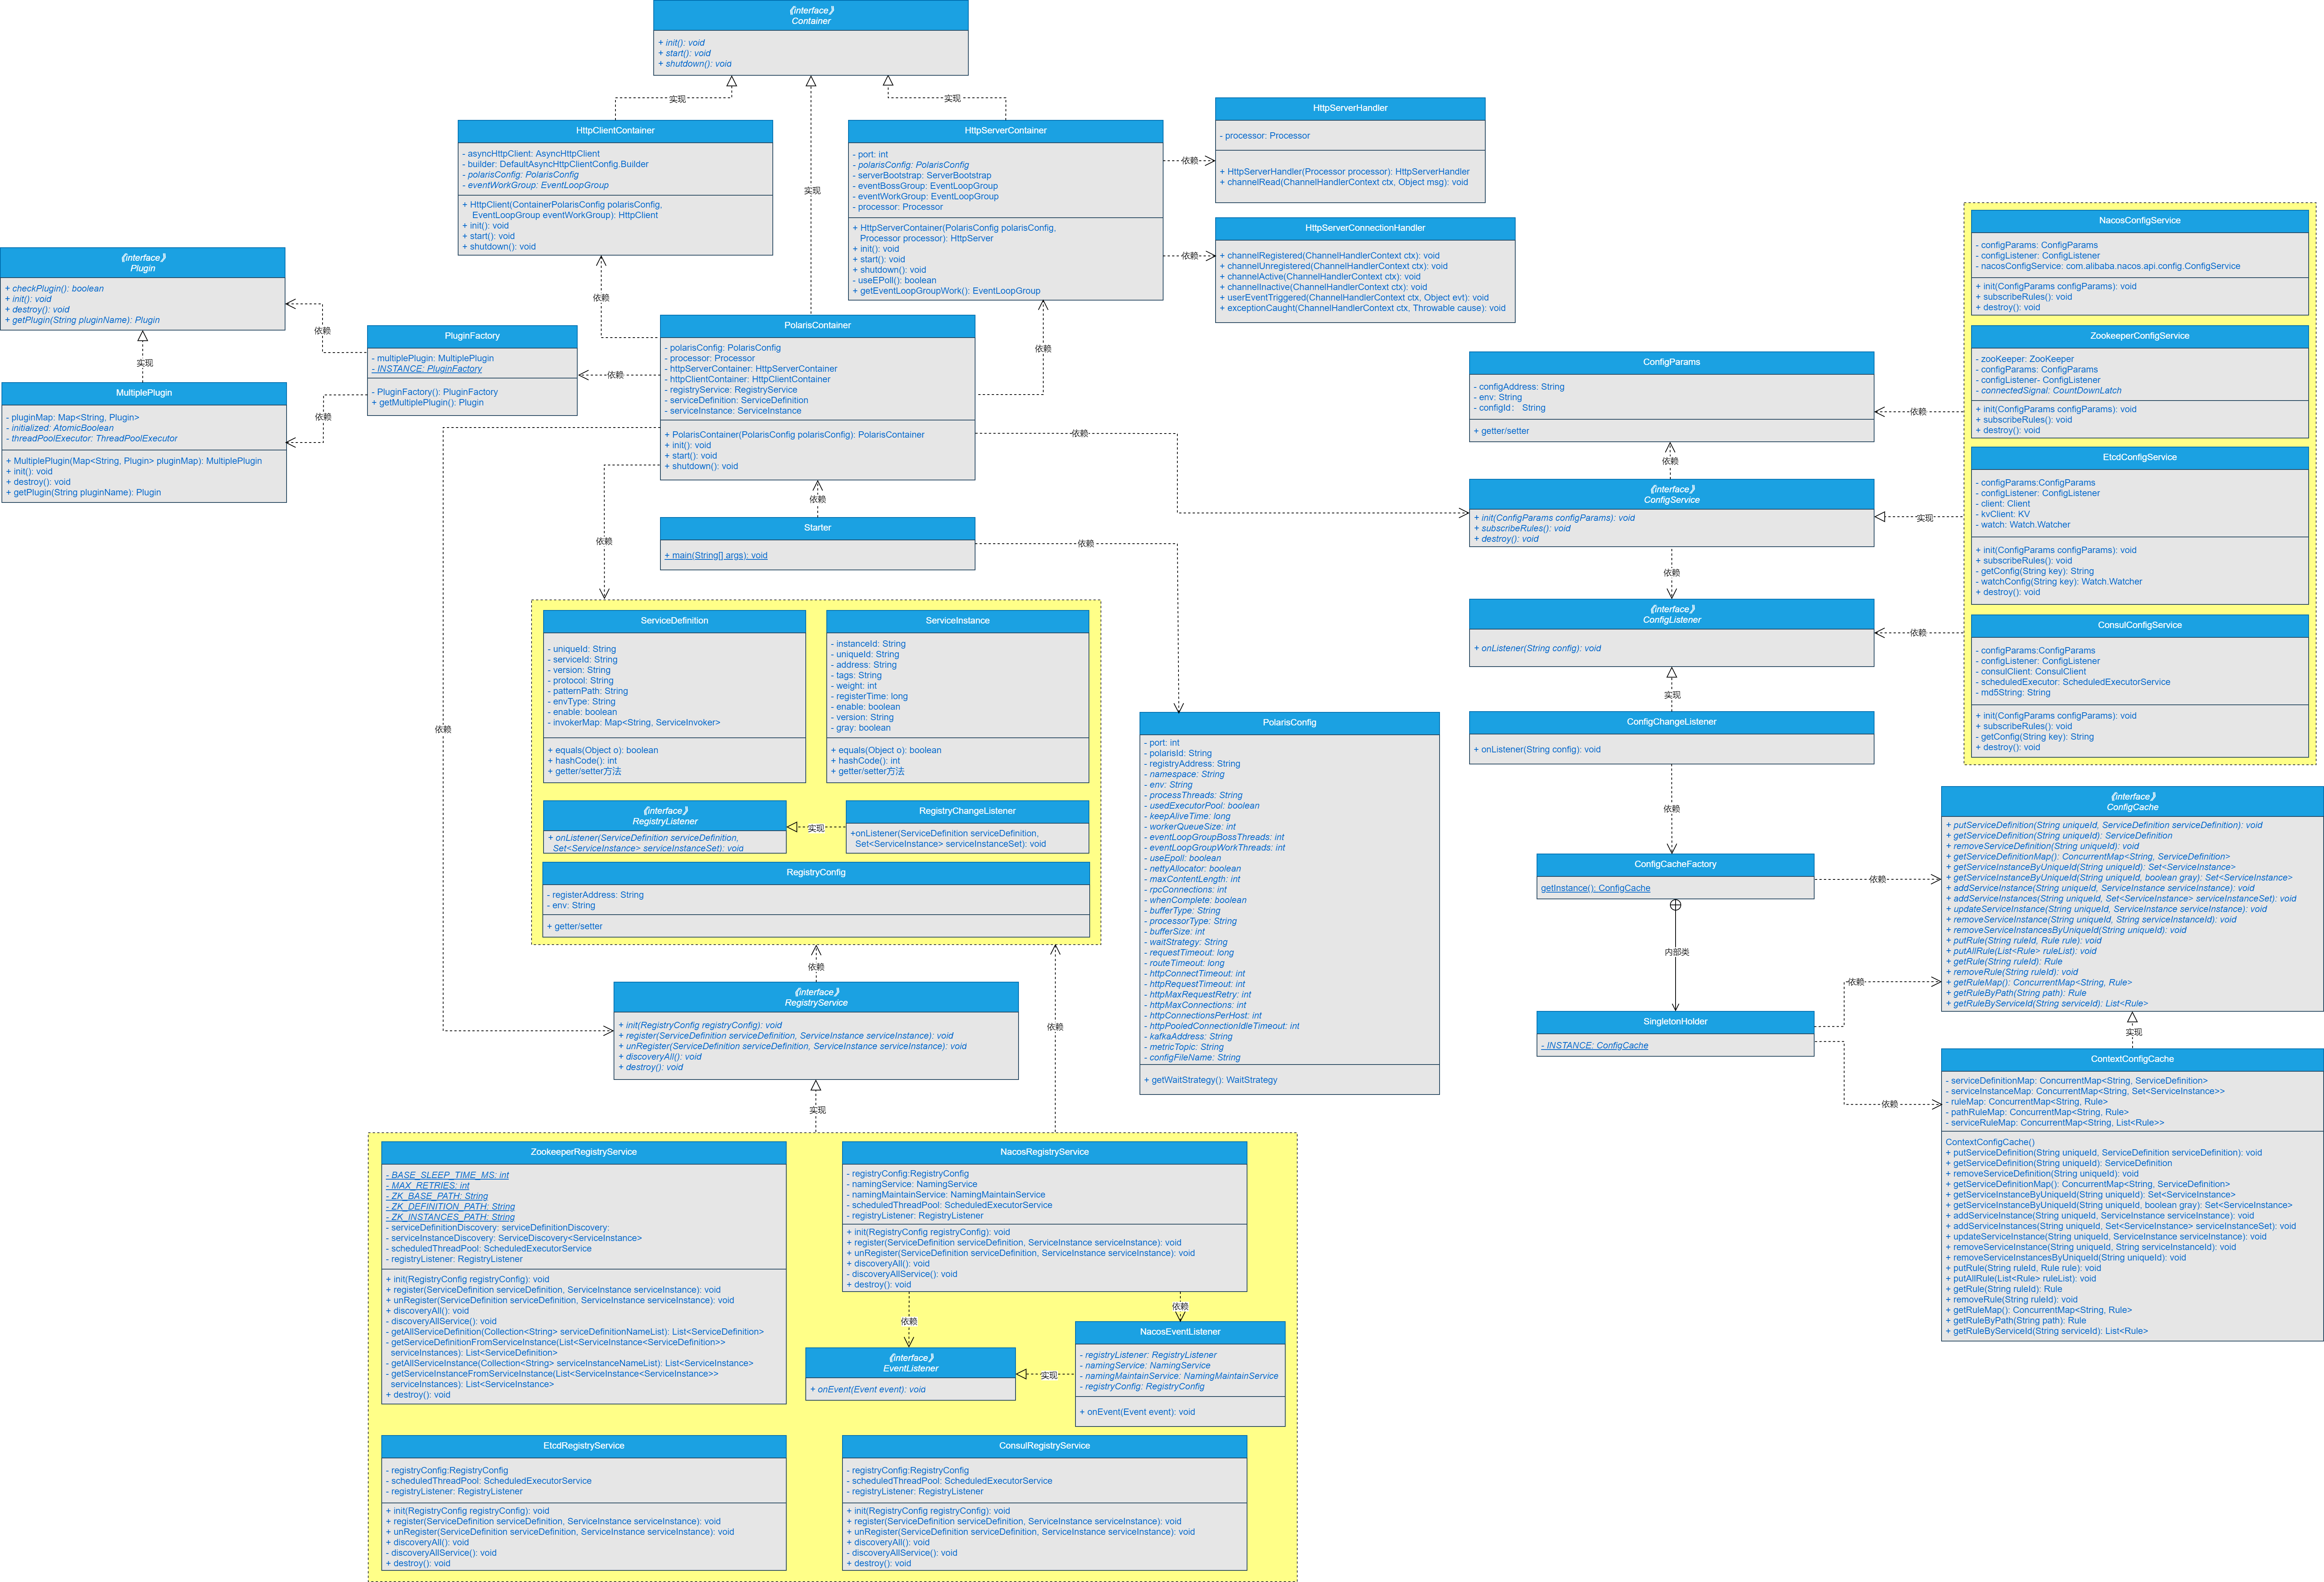 《interface》
Container
+ init(): void
+ start(): void
+ shutdown(): void
实现
实现
实现
HttpClientContainer
- asyncHttpClient: AsyncHttpClient
- builder: DefaultAsyncHttpClientConfig.Builder
- polarisConfig: PolarisConfig
- eventWorkGroup: EventLoopGroup
+ HttpClient(ContainerPolarisConfig polarisConfig,
EventLoopGroup eventWorkGroup): HttpClient
+ init(): void
+ start(): void
+ shutdown(): void
HttpServerContainer
- port: int
- polarisConfig: PolarisConfig
- serverBootstrap: ServerBootstrap
- eventBossGroup: EventLoopGroup
- eventWorkGroup: EventLoopGroup
- processor: Processor
+ HttpServerContainer(PolarisConfig polarisConfig,
Processor processor): HttpServer
+ init(): void
+ start(): void
+ shutdown(): void
- useEPoll(): boolean
+ getEventLoopGroupWork(): EventLoopGroup
依赖
依赖
HttpServerHandler
- processor: Processor
+ HttpServerHandler(Processor processor): HttpServerHandler
+ channelRead(ChannelHandlerContext ctx, Object msg): void
HttpServerConnectionHandler
+ channelRegistered(ChannelHandlerContext ctx): void
+ channelUnregistered(ChannelHandlerContext ctx): void
+ channelActive(ChannelHandlerContext ctx): void
+ channelInactive(ChannelHandlerContext ctx): void
+ userEventTriggered(ChannelHandlerContext ctx, Object evt): void
+ exceptionCaught(ChannelHandlerContext ctx, Throwable cause): void
《interface》
Plugin
+ checkPlugin(): boolean
+ init(): void
+ destroy(): void
+ getPlugin(String pluginName): Plugin
实现
MultiplePlugin
- pluginMap: Map<String, Plugin>
- initialized: AtomicBoolean
- threadPoolExecutor: ThreadPoolExecutor
+ MultiplePlugin(Map<String, Plugin> pluginMap): MultiplePlugin
+ init(): void
+ destroy(): void
+ getPlugin(String pluginName): Plugin
依赖
依赖
PluginFactory
- multiplePlugin: MultiplePlugin
- INSTANCE: PluginFactory
- PluginFactory(): PluginFactory
+ getMultiplePlugin(): Plugin
依赖
依赖
依赖
PolarisContainer
- polarisConfig: PolarisConfig
- processor: Processor
- httpServerContainer: HttpServerContainer
- httpClientContainer: HttpClientContainer
- registryService: RegistryService
- serviceDefinition: ServiceDefinition
- serviceInstance: ServiceInstance
+ PolarisContainer(PolarisConfig polarisConfig): PolarisContainer
+ init(): void
+ start(): void
+ shutdown(): void
依赖
依赖
依赖
依赖
Starter
+ main(String[] args): void
依赖
ServiceDefinition
- uniqueId: String
- serviceId: String
- version: String
- protocol: String
- patternPath: String
- envType: String
- enable: boolean
- invokerMap: Map<String, ServiceInvoker>
+ equals(Object o): boolean
+ hashCode(): int
+ getter/setter方法
ServiceInstance
- instanceId: String
- uniqueId: String
- address: String
- tags: String
- weight: int
- registerTime: long
- enable: boolean
- version: String
- gray: boolean
+ equals(Object o): boolean
+ hashCode(): int
+ getter/setter方法
《interface》
RegistryListener
+ onListener(ServiceDefinition serviceDefinition,
Set<ServiceInstance> serviceInstanceSet): void
实现
RegistryChangeListener
+onListener(ServiceDefinition serviceDefinition,
Set<ServiceInstance> serviceInstanceSet): void
RegistryConfig
- registerAddress: String
- env: String
+ getter/setter
依赖
依赖
《interface》
RegistryService
+ init(RegistryConfig registryConfig): void
+ register(ServiceDefinition serviceDefinition, ServiceInstance serviceInstance): void
+ unRegister(ServiceDefinition serviceDefinition, ServiceInstance serviceInstance): void
+ discoveryAll(): void
+ destroy(): void
实现
ZookeeperRegistryService
- BASE_SLEEP_TIME_MS: int
- MAX_RETRIES: int
- ZK_BASE_PATH: String
- ZK_DEFINITION_PATH: String
- ZK_INSTANCES_PATH: String
- serviceDefinitionDiscovery: serviceDefinitionDiscovery:
- serviceInstanceDiscovery: ServiceDiscovery<ServiceInstance>
- scheduledThreadPool: ScheduledExecutorService
- registryListener: RegistryListener
+ init(RegistryConfig registryConfig): void
+ register(ServiceDefinition serviceDefinition, ServiceInstance serviceInstance): void
+ unRegister(ServiceDefinition serviceDefinition, ServiceInstance serviceInstance): void
+ discoveryAll(): void
- discoveryAllService(): void
- getAllServiceDefinition(Collection<String> serviceDefinitionNameList): List<ServiceDefinition>
- getServiceDefinitionFromServiceInstance(List<ServiceInstance<ServiceDefinition>>
serviceInstances): List<ServiceDefinition>
- getAllServiceInstance(Collection<String> serviceInstanceNameList): List<ServiceInstance>
- getServiceInstanceFromServiceInstance(List<ServiceInstance<ServiceInstance>>
serviceInstances): List<ServiceInstance>
+ destroy(): void
NacosRegistryService
- registryConfig:RegistryConfig
- namingService: NamingService
- namingMaintainService: NamingMaintainService
- scheduledThreadPool: ScheduledExecutorService
- registryListener: RegistryListener
+ init(RegistryConfig registryConfig): void
+ register(ServiceDefinition serviceDefinition, ServiceInstance serviceInstance): void
+ unRegister(ServiceDefinition serviceDefinition, ServiceInstance serviceInstance): void
+ discoveryAll(): void
- discoveryAllService(): void
+ destroy(): void
依赖
依赖
《interface》
EventListener
+ onEvent(Event event): void
实现
NacosEventListener
- registryListener: RegistryListener
- namingService: NamingService
- namingMaintainService: NamingMaintainService
- registryConfig: RegistryConfig
+ onEvent(Event event): void
EtcdRegistryService
- registryConfig:RegistryConfig
- scheduledThreadPool: ScheduledExecutorService
- registryListener: RegistryListener
+ init(RegistryConfig registryConfig): void
+ register(ServiceDefinition serviceDefinition, ServiceInstance serviceInstance): void
+ unRegister(ServiceDefinition serviceDefinition, ServiceInstance serviceInstance): void
+ discoveryAll(): void
- discoveryAllService(): void
+ destroy(): void
ConsulRegistryService
- registryConfig:RegistryConfig
- scheduledThreadPool: ScheduledExecutorService
- registryListener: RegistryListener
+ init(RegistryConfig registryConfig): void
+ register(ServiceDefinition serviceDefinition, ServiceInstance serviceInstance): void
+ unRegister(ServiceDefinition serviceDefinition, ServiceInstance serviceInstance): void
+ discoveryAll(): void
- discoveryAllService(): void
+ destroy(): void
PolarisConfig
- port: int
- polarisId: String
- registryAddress: String
- namespace: String
- env: String
- processThreads: String
- usedExecutorPool: boolean
- keepAliveTime: long
- workerQueueSize: int
- eventLoopGroupBossThreads: int
- eventLoopGroupWorkThreads: int
- useEpoll: boolean
- nettyAllocator: boolean
- maxContentLength: int
- rpcConnections: int
- whenComplete: boolean
- bufferType: String
- processorType: String
- bufferSize: int
- waitStrategy: String
- requestTimeout: long
- routeTimeout: long
- httpConnectTimeout: int
- httpRequestTimeout: int
- httpMaxRequestRetry: int
- httpMaxConnections: int
- httpConnectionsPerHost: int
- httpPooledConnectionIdleTimeout: int
- kafkaAddress: String
- metricTopic: String
- configFileName: String
+ getWaitStrategy(): WaitStrategy
ConfigParams
- configAddress: String
- env: String
- configId： String
+ getter/setter
依赖
依赖
《interface》
ConfigService
+ init(ConfigParams configParams): void
+ subscribeRules(): void
+ destroy(): void
实现
依赖
《interface》
ConfigListener
+ onListener(String config): void
依赖
实现
ConfigChangeListener
+ onListener(String config): void
依赖
NacosConfigService
- configParams: ConfigParams
- configListener: ConfigListener
- nacosConfigService: com.alibaba.nacos.api.config.ConfigService
+ init(ConfigParams configParams): void
+ subscribeRules(): void
+ destroy(): void
ZookeeperConfigService
- zooKeeper: ZooKeeper
- configParams: ConfigParams
- configListener- ConfigListener
- connectedSignal: CountDownLatch
+ init(ConfigParams configParams): void
+ subscribeRules(): void
+ destroy(): void
EtcdConfigService
- configParams:ConfigParams
- configListener: ConfigListener
- client: Client
- kvClient: KV
- watch: Watch.Watcher
+ init(ConfigParams configParams): void
+ subscribeRules(): void
- getConfig(String key): String
- watchConfig(String key): Watch.Watcher
+ destroy(): void
ConsulConfigService
- configParams:ConfigParams
- configListener: ConfigListener
- consulClient: ConsulClient
- scheduledExecutor: ScheduledExecutorService
- md5String: String
+ init(ConfigParams configParams): void
+ subscribeRules(): void
- getConfig(String key): String
+ destroy(): void
ConfigCacheFactory
getInstance(): ConfigCache
依赖
内部类
SingletonHolder
- INSTANCE: ConfigCache
依赖
依赖
《interface》
ConfigCache
+ putServiceDefinition(String uniqueId, ServiceDefinition serviceDefinition): void
+ getServiceDefinition(String uniqueId): ServiceDefinition
+ removeServiceDefinition(String uniqueId): void
+ getServiceDefinitionMap(): ConcurrentMap<String, ServiceDefinition>
+ getServiceInstanceByUniqueId(String uniqueId): Set<ServiceInstance>
+ getServiceInstanceByUniqueId(String uniqueId, boolean gray): Set<ServiceInstance>
+ addServiceInstance(String uniqueId, ServiceInstance serviceInstance): void
+ addServiceInstances(String uniqueId, Set<ServiceInstance> serviceInstanceSet): void
+ updateServiceInstance(String uniqueId, ServiceInstance serviceInstance): void
+ removeServiceInstance(String uniqueId, String serviceInstanceId): void
+ removeServiceInstancesByUniqueId(String uniqueId): void
+ putRule(String ruleId, Rule rule): void
+ putAllRule(List<Rule> ruleList): void
+ getRule(String ruleId): Rule
+ removeRule(String ruleId): void
+ getRuleMap(): ConcurrentMap<String, Rule>
+ getRuleByPath(String path): Rule
+ getRuleByServiceId(String serviceId): List<Rule>
实现
ContextConfigCache
- serviceDefinitionMap: ConcurrentMap<String, ServiceDefinition>
- serviceInstanceMap: ConcurrentMap<String, Set<ServiceInstance>>
- ruleMap: ConcurrentMap<String, Rule>
- pathRuleMap: ConcurrentMap<String, Rule>
- serviceRuleMap: ConcurrentMap<String, List<Rule>>
ContextConfigCache()
+ putServiceDefinition(String uniqueId, ServiceDefinition serviceDefinition): void
+ getServiceDefinition(String uniqueId): ServiceDefinition
+ removeServiceDefinition(String uniqueId): void
+ getServiceDefinitionMap(): ConcurrentMap<String, ServiceDefinition>
+ getServiceInstanceByUniqueId(String uniqueId): Set<ServiceInstance>
+ getServiceInstanceByUniqueId(String uniqueId, boolean gray): Set<ServiceInstance>
+ addServiceInstance(String uniqueId, ServiceInstance serviceInstance): void
+ addServiceInstances(String uniqueId, Set<ServiceInstance> serviceInstanceSet): void
+ updateServiceInstance(String uniqueId, ServiceInstance serviceInstance): void
+ removeServiceInstance(String uniqueId, String serviceInstanceId): void
+ removeServiceInstancesByUniqueId(String uniqueId): void
+ putRule(String ruleId, Rule rule): void
+ putAllRule(List<Rule> ruleList): void
+ getRule(String ruleId): Rule
+ removeRule(String ruleId): void
+ getRuleMap(): ConcurrentMap<String, Rule>
+ getRuleByPath(String path): Rule
+ getRuleByServiceId(String serviceId): List<Rule>